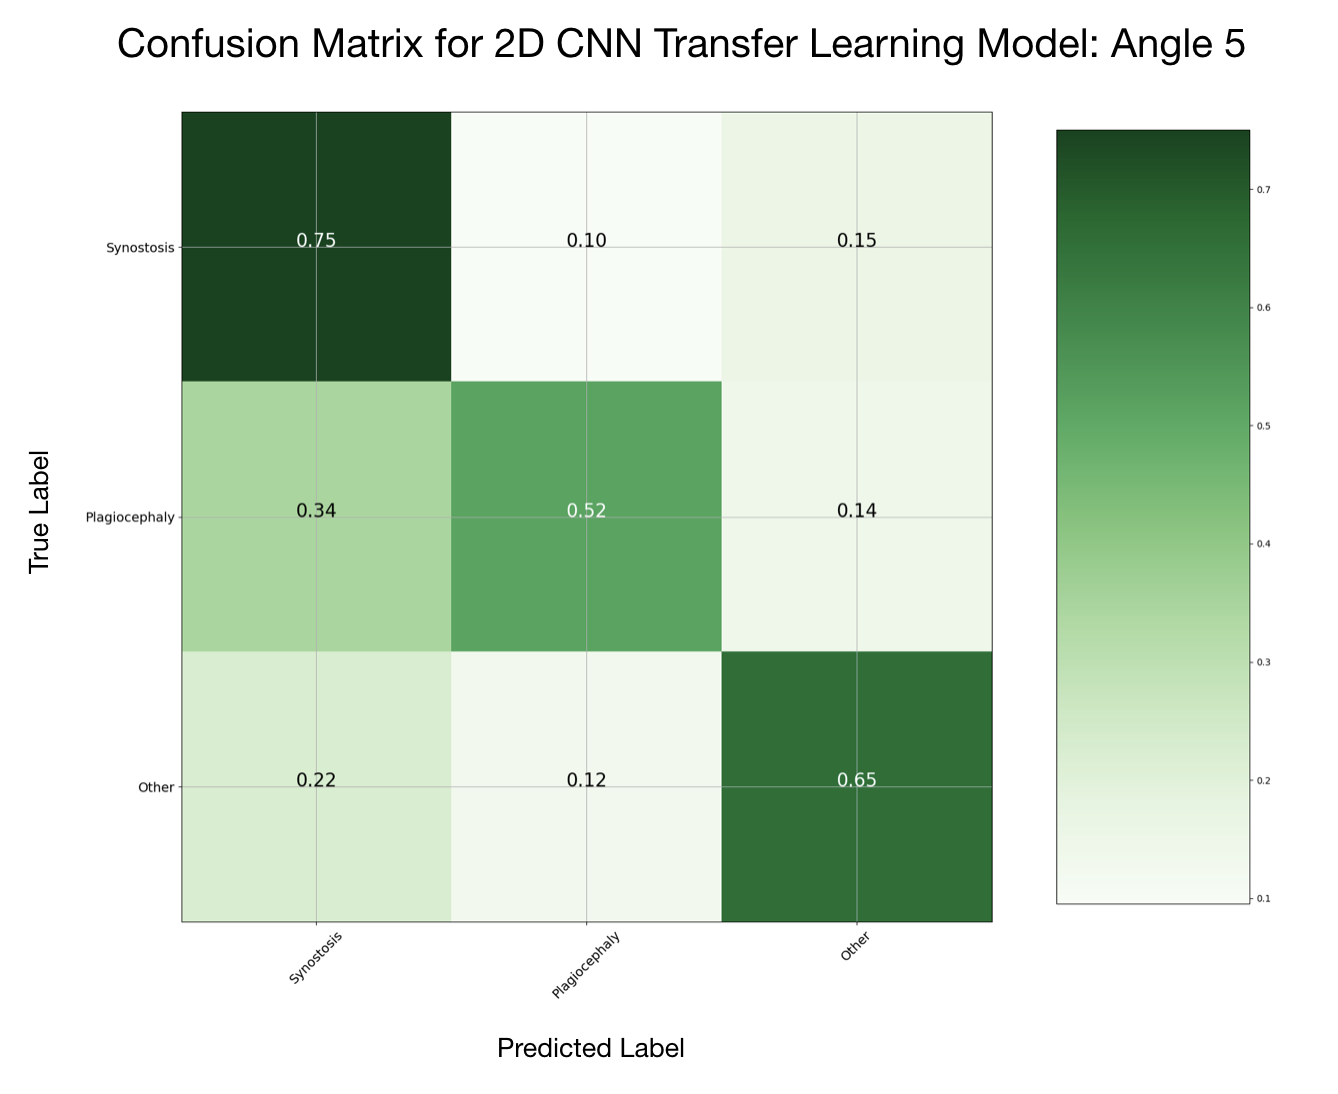 Confusion Matrix for 2D CNN Transfer Learning Model: Angle 5
0.7
Synostosis
0.75 0.10 0.15
0.6
0.5
True Label
Plagiocephaly
0.34 0.52 0.14
0.4
0.3
Other
0.22 0.12 0.65
0.2
0.1
Synostosis
Plagiocephaly
Other
Predicted Label